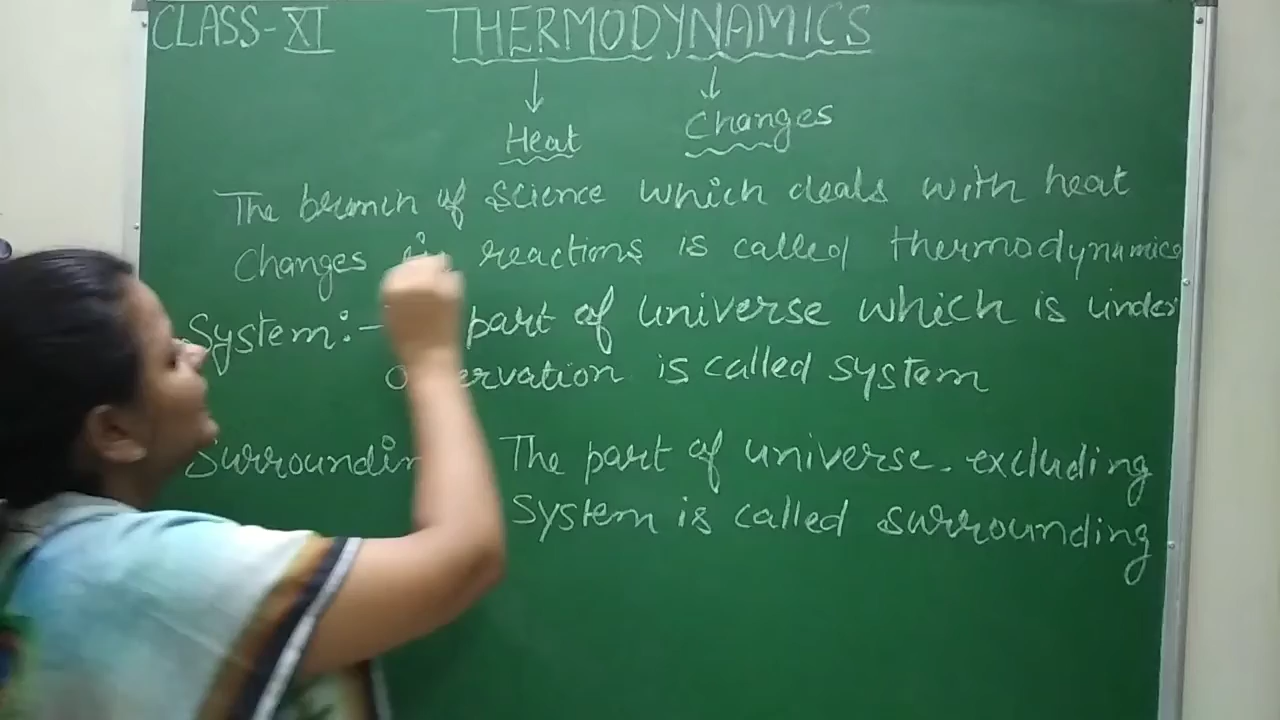 CLASS-XI THERMODYNAMICS
Heat Changes
The branch of science which deals with heat
changes in reactions is called thermodynamics
System:- part of universe which is under
is called system
The part of universe excluding
system is called surrounding